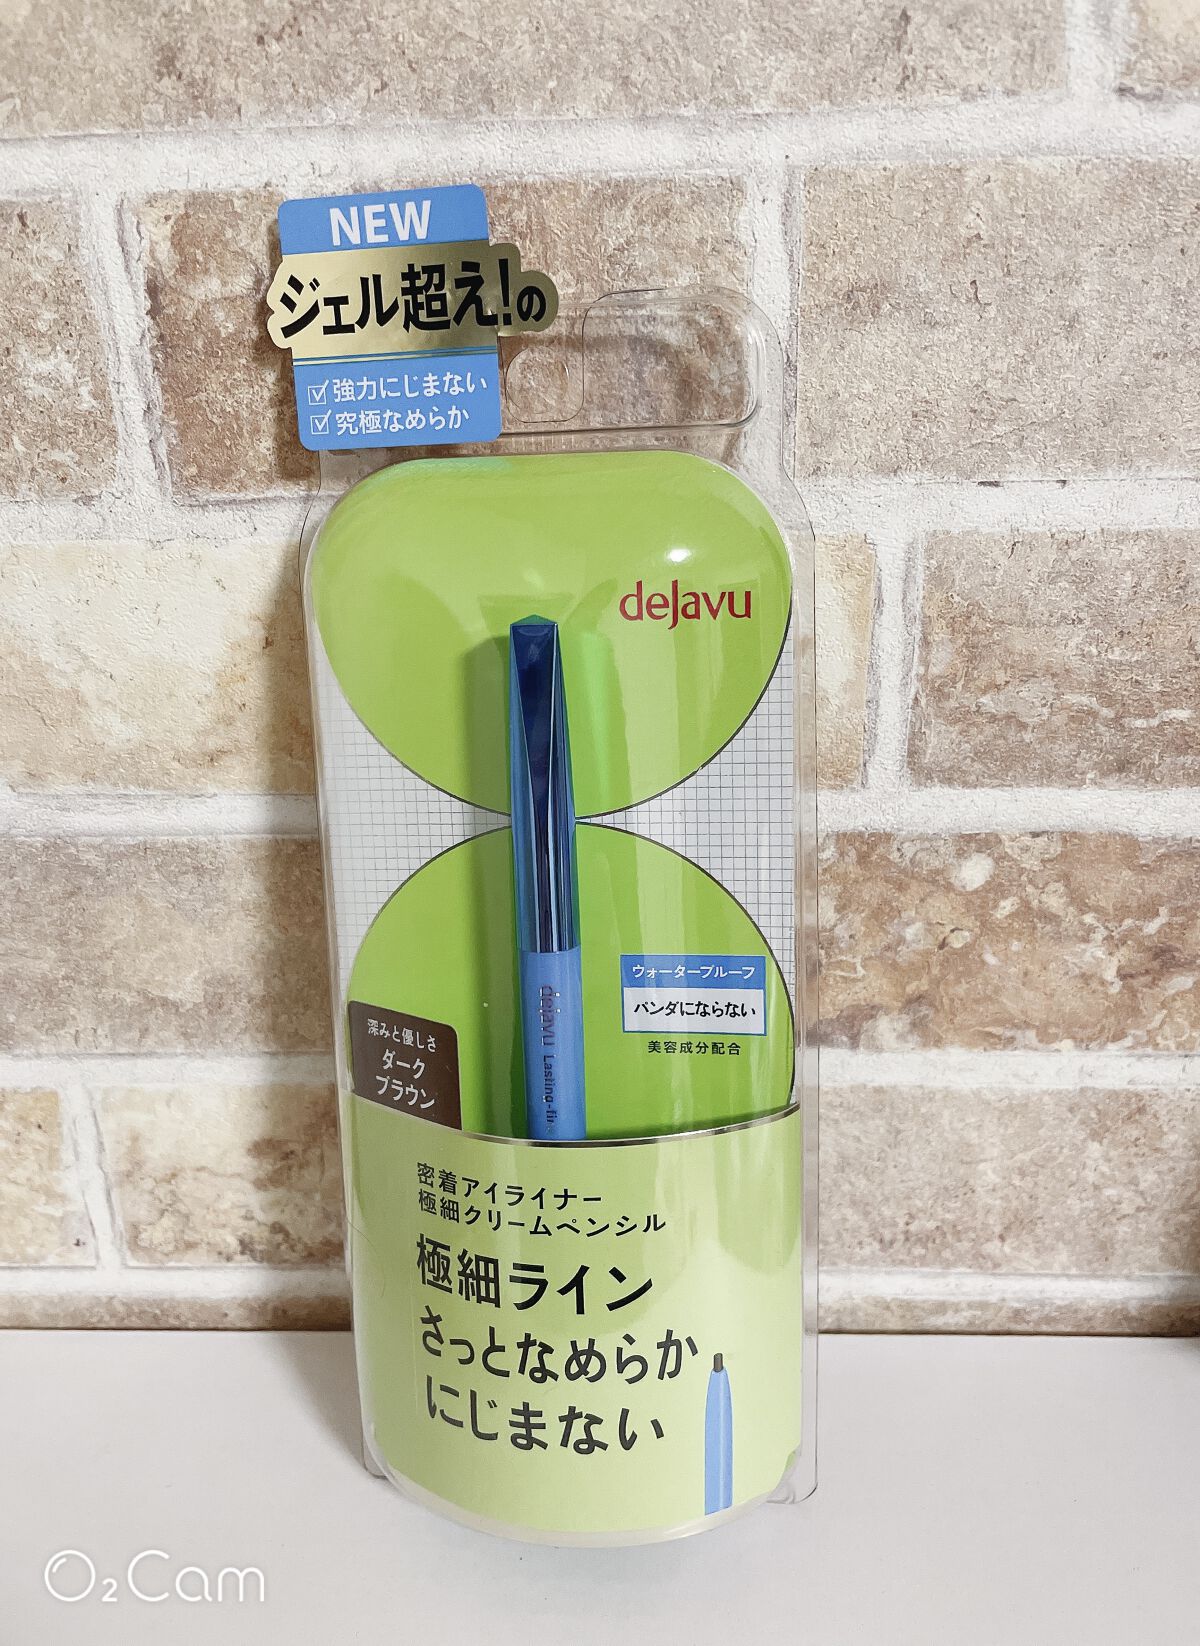 NEW
ジェル超え!の
強力にじまない
究極なめらか
dejavu
ウォータープルーフ
パンダにならない
美容成分配合
dejavu Lasting-fin
深みと優しさ
ダーク
ブラウン
密着アイライナー
極細クリームペンシル
極細ライン
さっとなめらか
にじまない
O2Cam